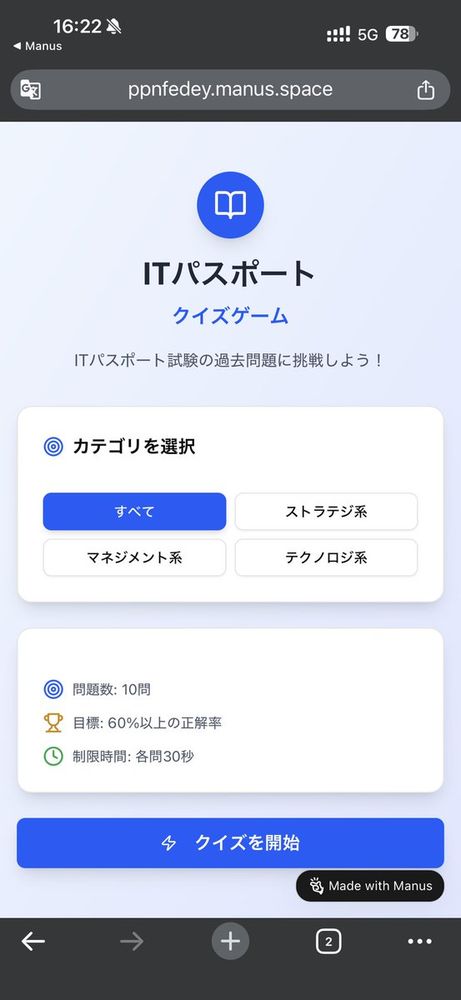 16:22
◀ Manus
5G
78
ppnfedey.manus.space
ITパスポート
クイズゲーム
ITパスポート試験の過去問題に挑戦しよう！
カテゴリを選択
すべて
ストラテジ系
マネジメント系
テクノロジ系
問題数: 10問
目標: 60%以上の正解率
制限時間: 各問30秒
クイズを開始
Made with Manus
2